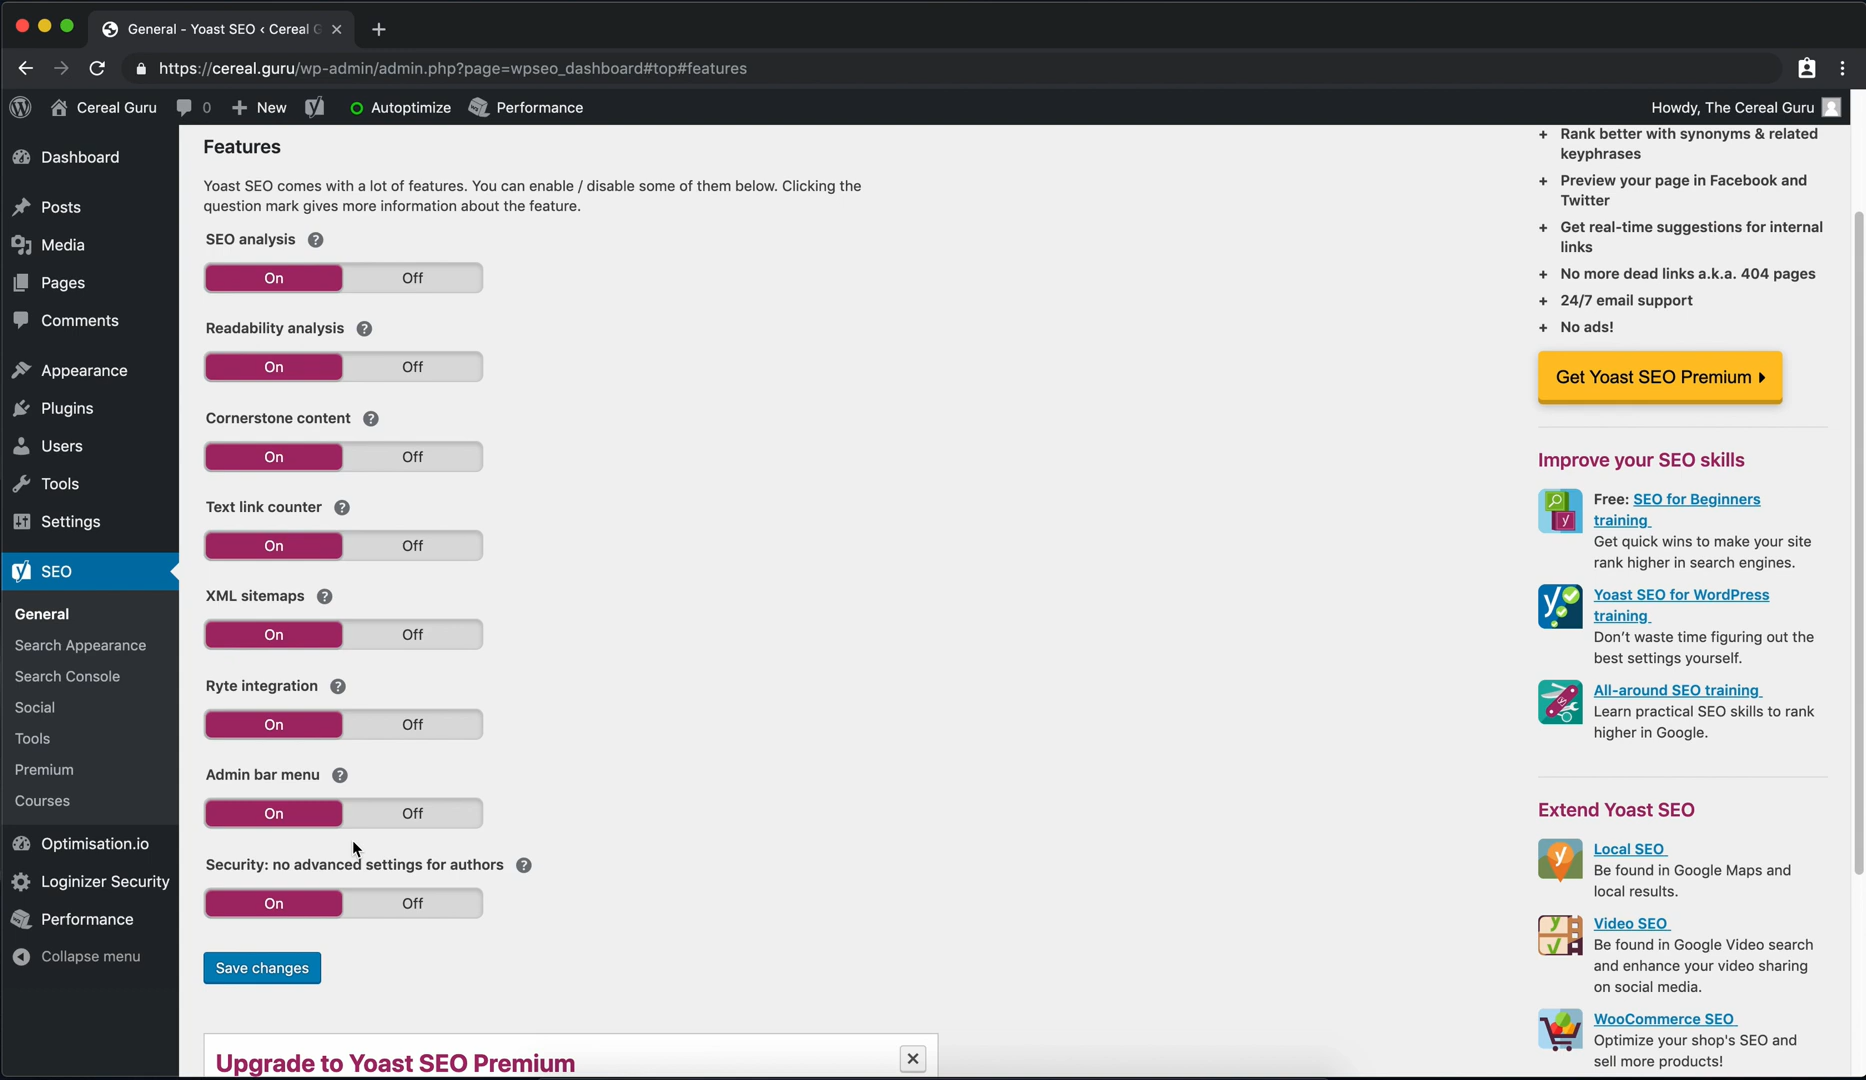 General - Yoast SEO ‹ Cereal G
https://cereal.guru/wp-admin/admin.php?page=wpseo_dashboard#top#features
Cereal Guru
0
New
Autoptimize
Performance
Howdy, The Cereal Guru
Dashboard
Posts
Media
Pages
Comments
Appearance
Plugins
Users
Tools
Settings
SEO
General
Search Appearance
Search Console
Social
Tools
Premium
Courses
Optimisation.io
Loginizer Security
Performance
Collapse menu
Features
Yoast SEO comes with a lot of features. You can enable / disable some of them below. Clicking the
question mark gives more information about the feature.
SEO analysis ?
On Off
Readability analysis ?
On Off
Cornerstone content ?
On Off
Text link counter ?
On Off
XML sitemaps ?
On Off
Ryte integration ?
On Off
Admin bar menu ?
On Off
Security: no advanced settings for authors ?
On Off
Save changes
Upgrade to Yoast SEO Premium
+ Rank better with synonyms & related
keyphrases
+ Preview your page in Facebook and
Twitter
+ Get real-time suggestions for internal
links
+ No more dead links a.k.a. 404 pages
+ 24/7 email support
+ No ads!
Get Yoast SEO Premium
Improve your SEO skills
Free: SEO for Beginners
training
Get quick wins to make your site
rank higher in search engines.
Yoast SEO for WordPress
training
Don't waste time figuring out the
best settings yourself.
All-around SEO training
Learn practical SEO skills to rank
higher in Google.
Extend Yoast SEO
Local SEO
Be found in Google Maps and
local results.
Video SEO
Be found in Google Video search
and enhance your video sharing
on social media.
WooCommerce SEO
Optimize your shop's SEO and
sell more products!